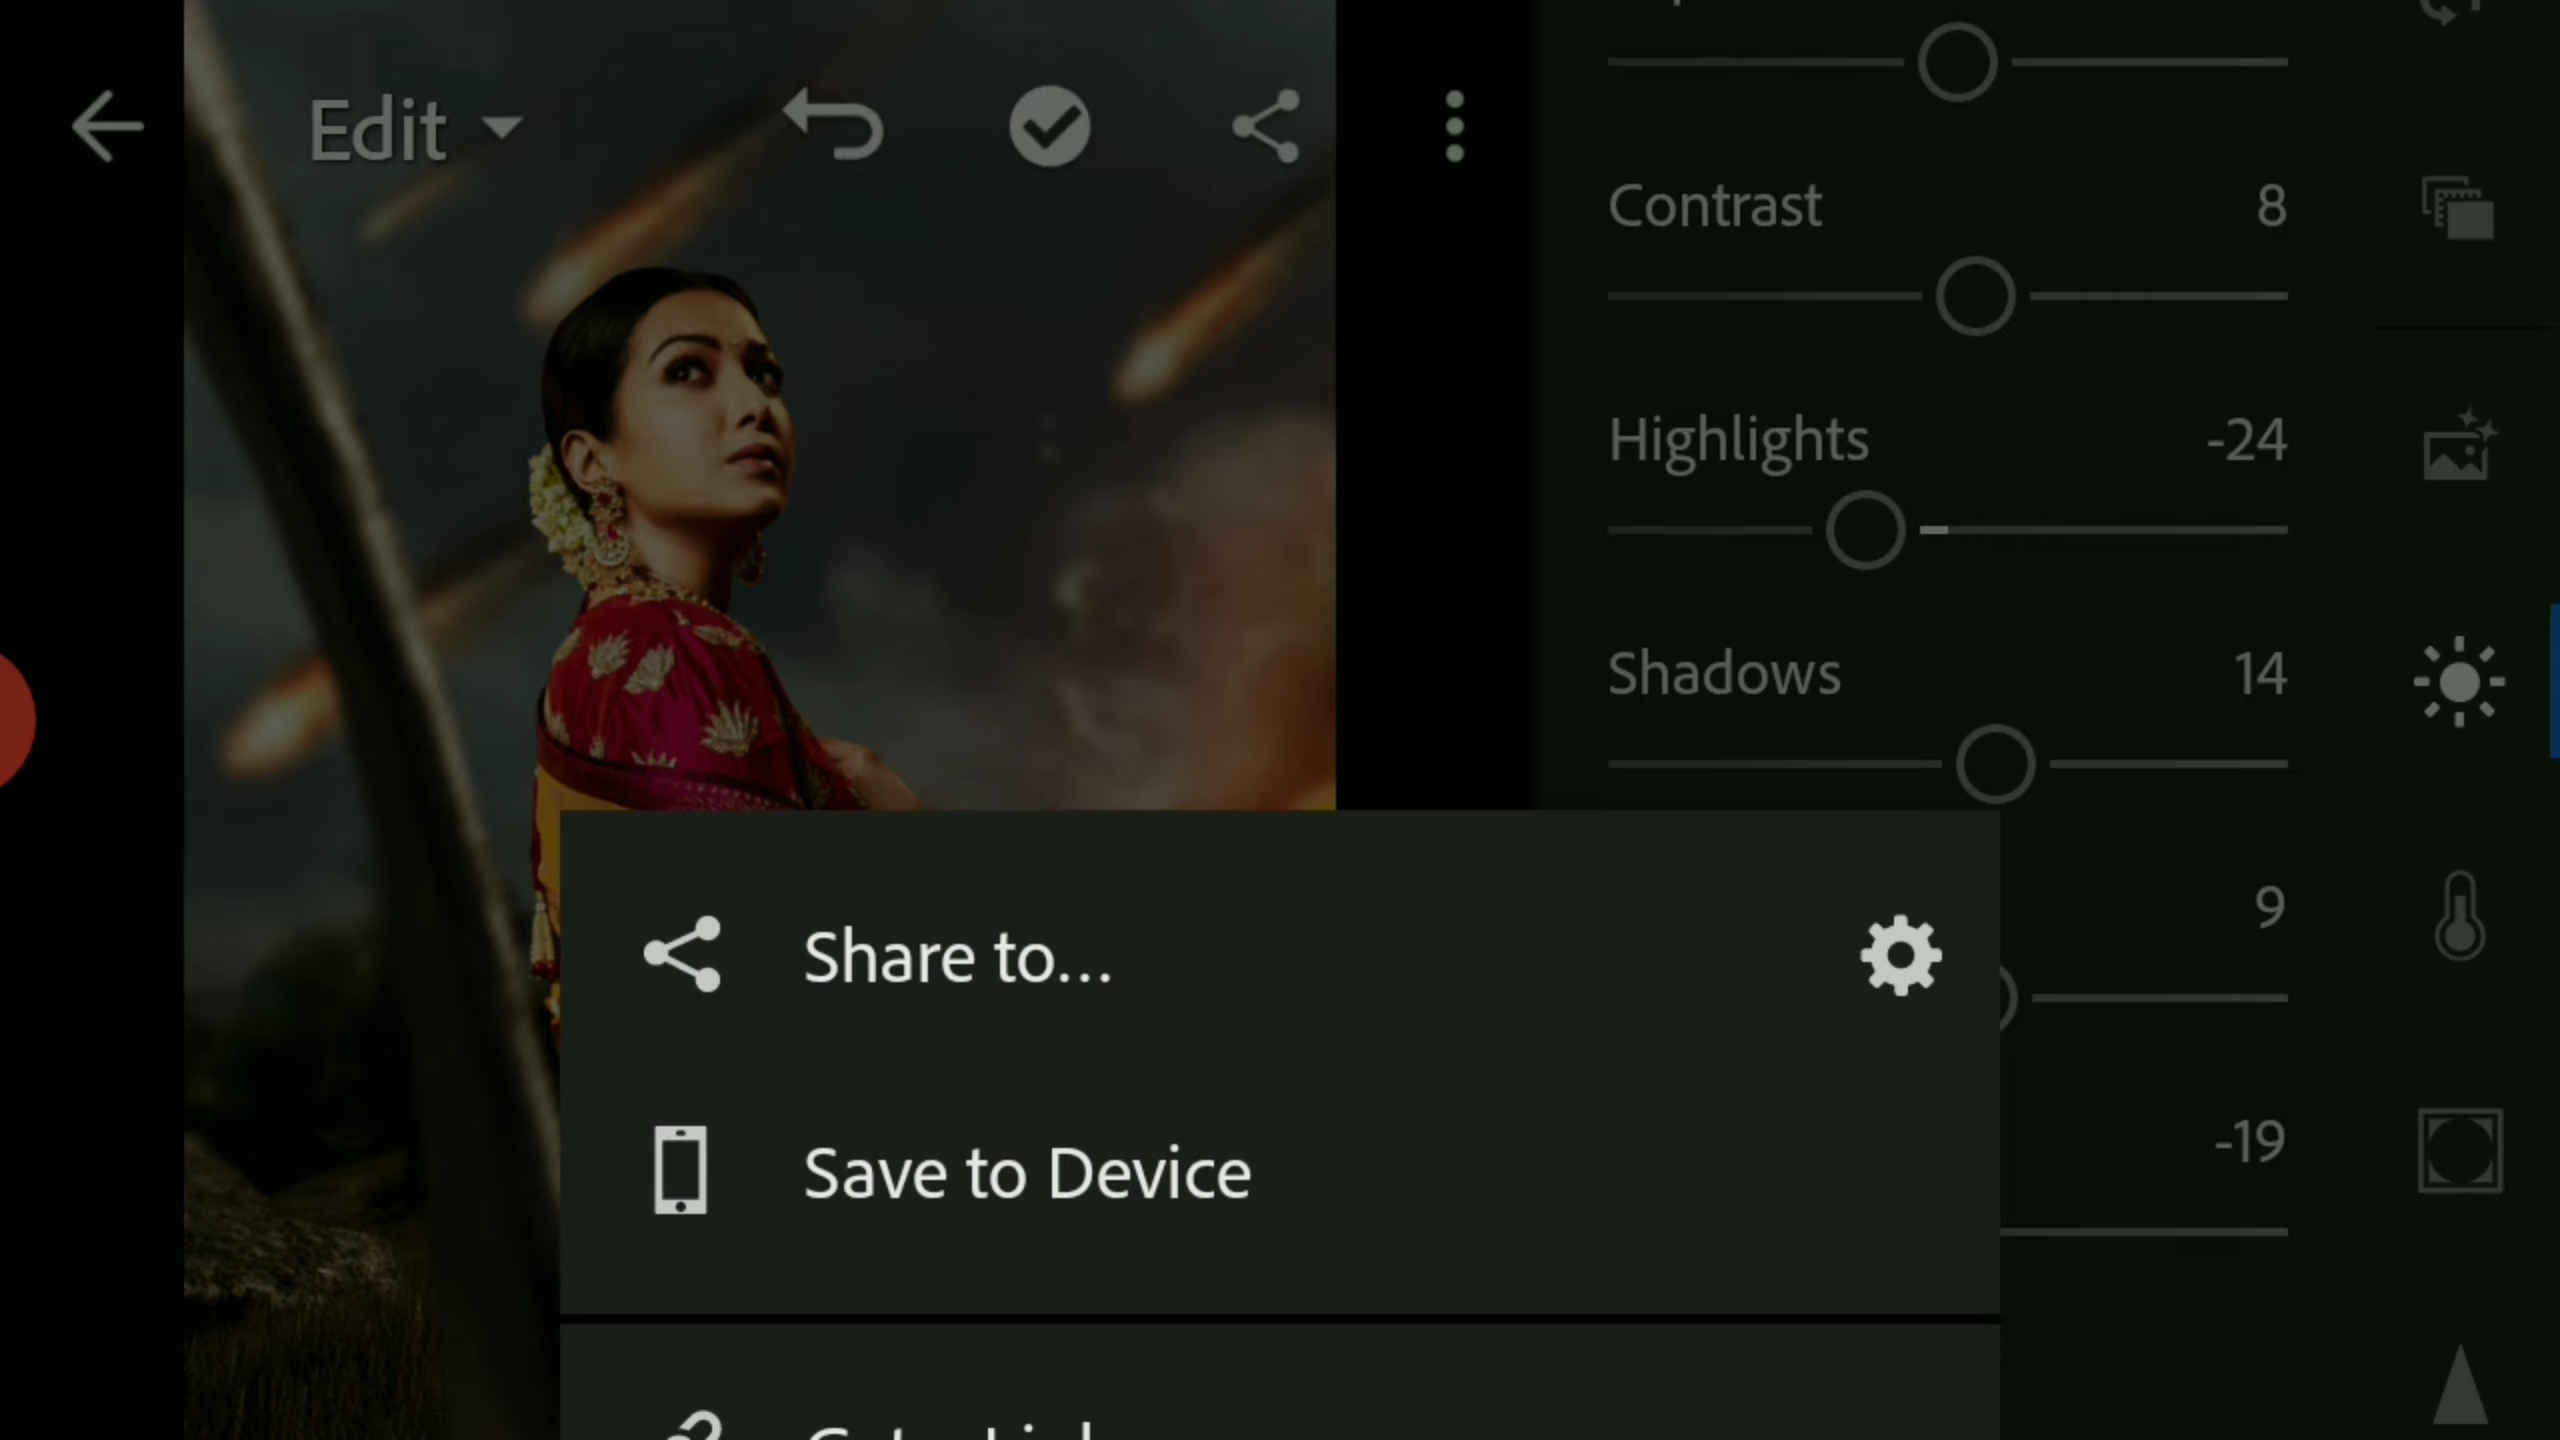 Edit
Contrast 8
Highlights -24
Shadows 14
9
-19
Share to...
Save to Device